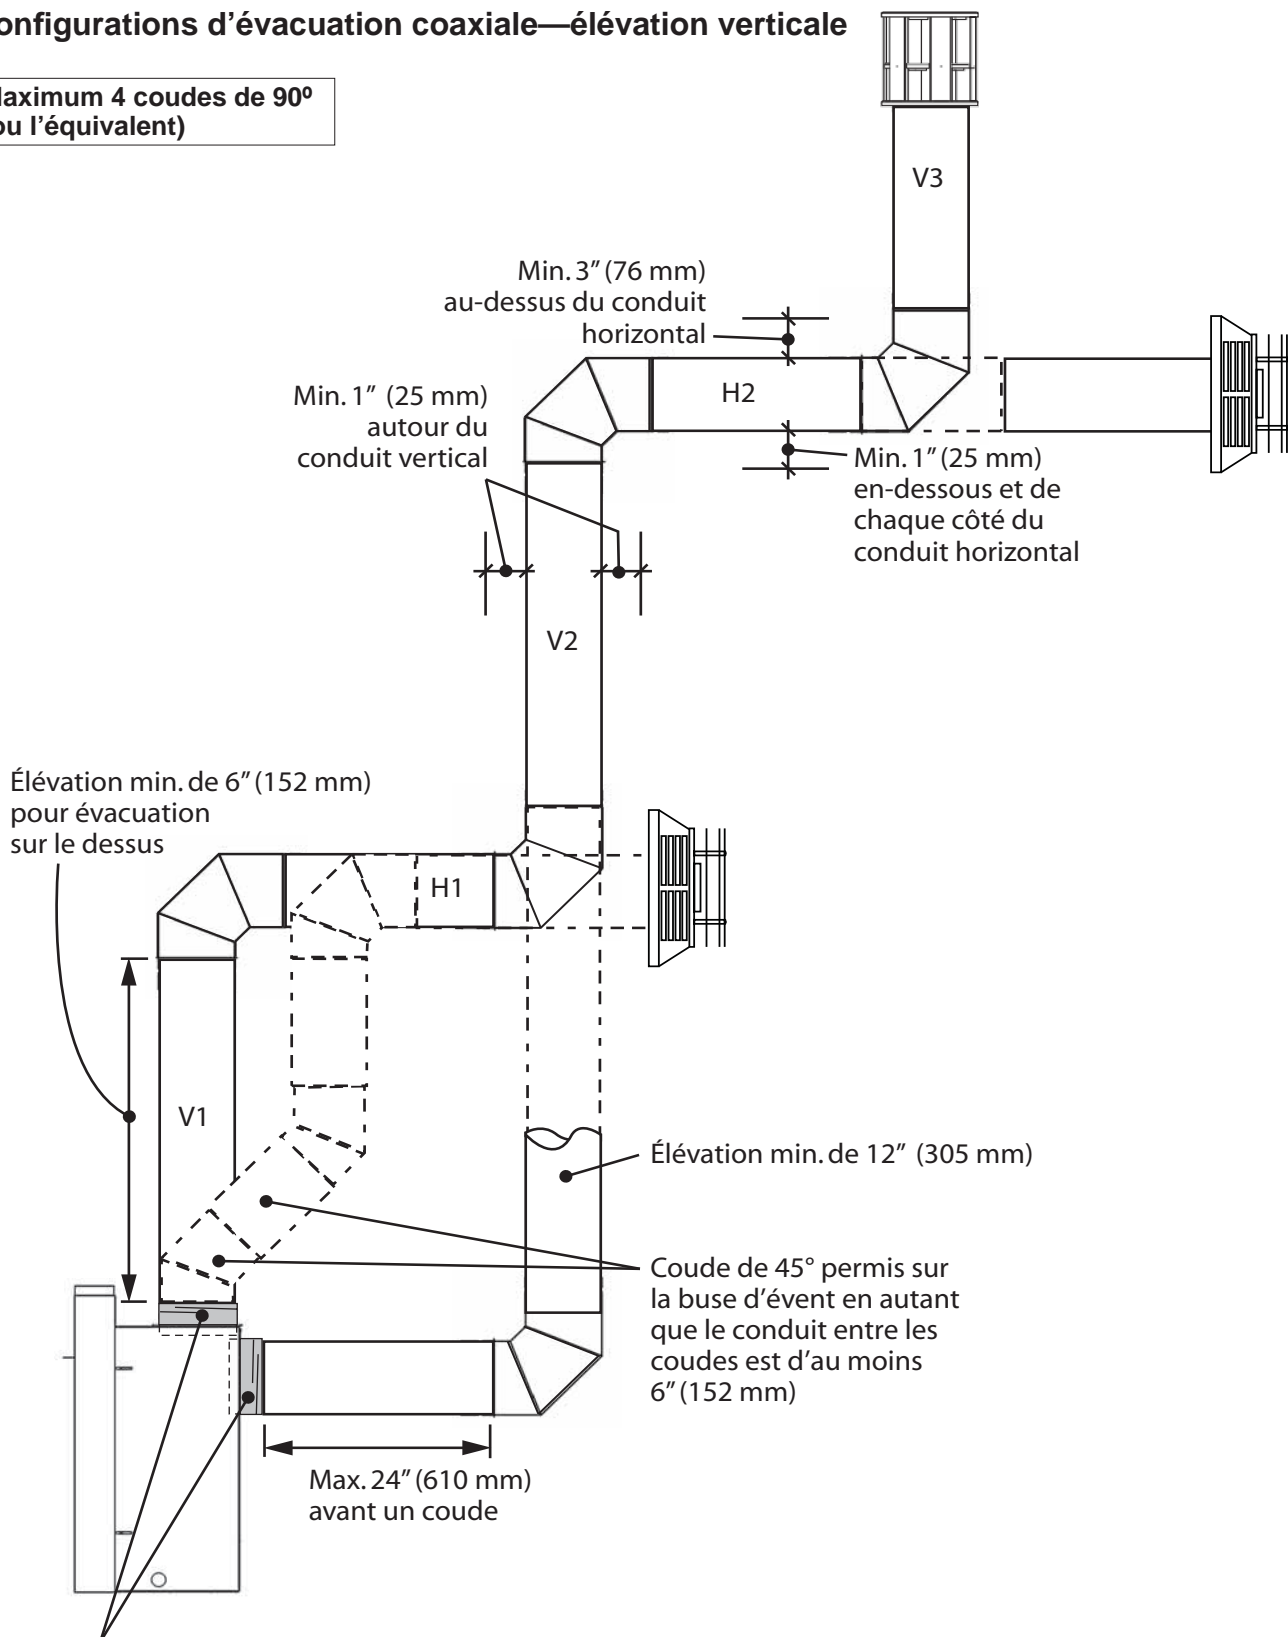 onfigurations d’évacuation coaxiale—élévation verticale
aximum 4 coudes de 90º
ou l’équivalent)
V3
Min. 3" (76 mm)
au-dessus du conduit
horizontal
H2
Min. 1" (25 mm)
autour du
conduit vertical
Min. 1" (25 mm)
en-dessous et de
chaque côté du
conduit horizontal
V2
Élévation min. de 6" (152 mm)
pour évacuation
sur le dessus
H1
V1
Élévation min. de 12" (305 mm)
Coude de 45° permis sur
la buse d’évent en autant
que le conduit entre les
coudes est d’au moins
6" (152 mm)
Max. 24" (610 mm)
avant un coude